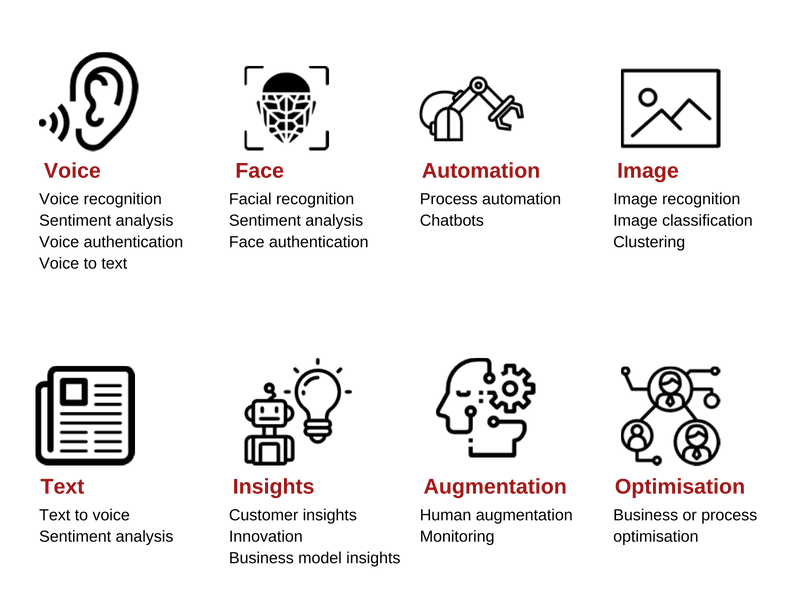 Voice
Voice recognition
Sentiment analysis
Voice authentication
Voice to text
Face
Facial recognition
Sentiment analysis
Face authentication
Automation
Process automation
Chatbots
Image
Image recognition
Image classification
Clustering
Text
Text to voice
Sentiment analysis
Insights
Customer insights
Innovation
Business model insights
Augmentation
Human augmentation
Monitoring
Optimisation
Business or process
optimisation